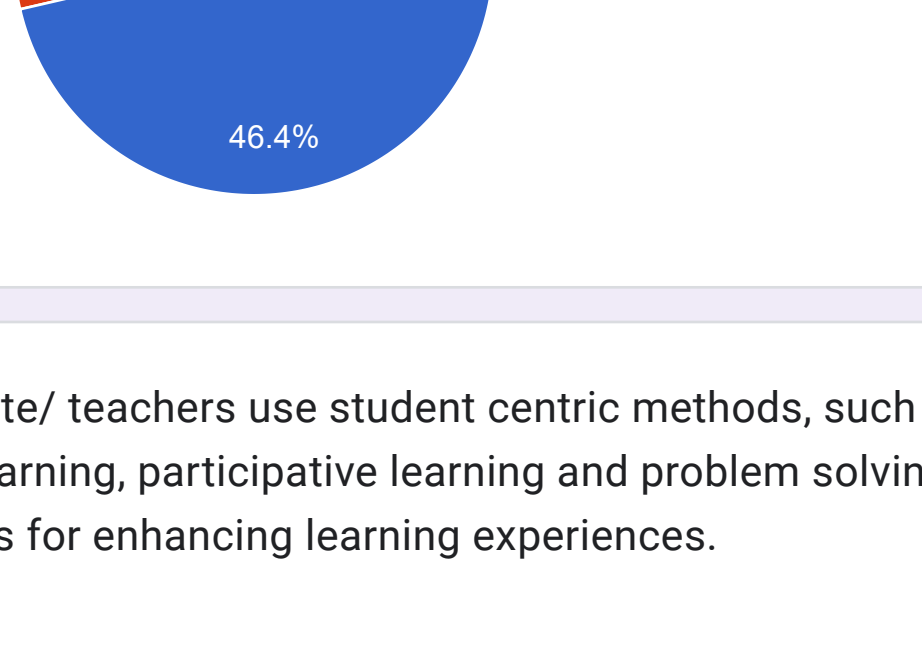 46.4%
te/ teachers use student centric methods, such
arning, participative learning and problem solvin
s for enhancing learning experiences.